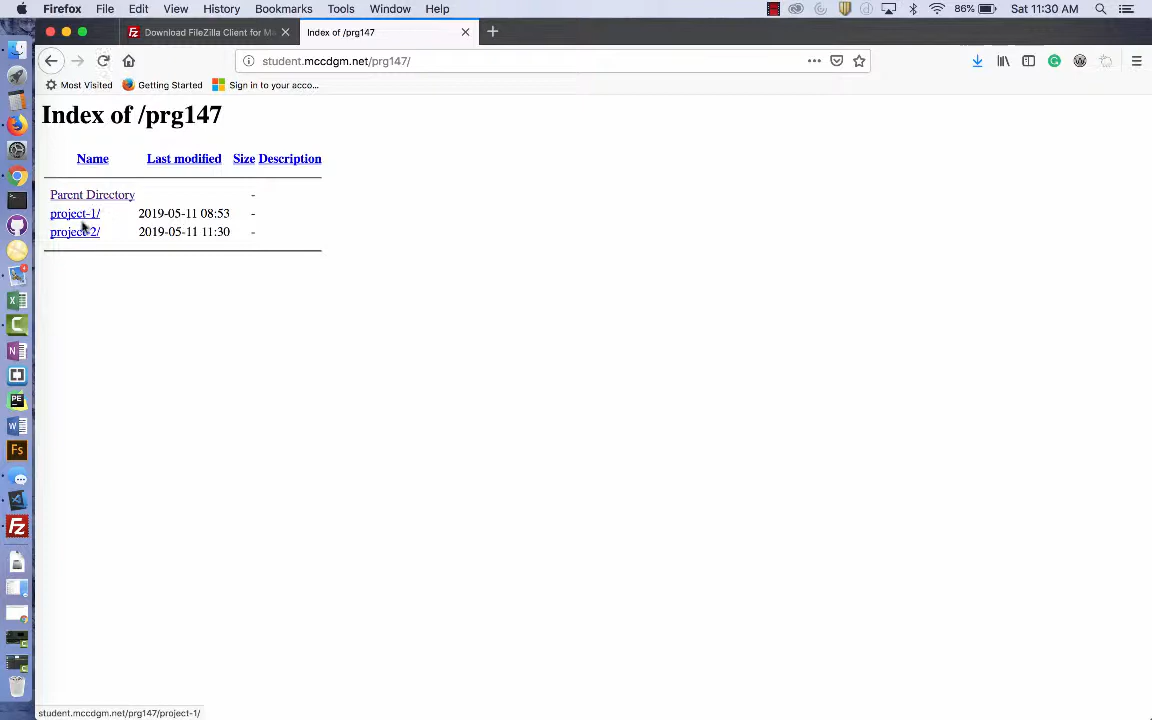 Firefox File Edit View History Bookmarks Tools Window Help 86% Sat 11:30 AM
Download FileZilla Client for Index of /prg147
student.mccdgm.net/prg147/
Most Visited Getting Started Sign in to your acco...
Index of /prg147
Name Last modified Size Description
Parent Directory -
project-1/ 2019-05-11 08:53 -
project-2/ 2019-05-11 11:30 -
student.mccdgm.net/prg147/project-1/